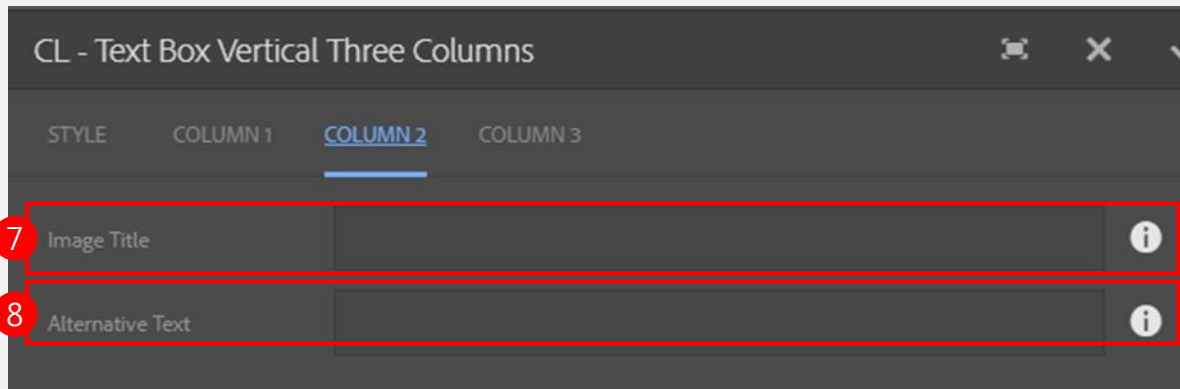 CL - Text Box Vertical Three Columns
STYLE COLUMN 1 COLUMN 2 COLUMN 3
7 Image Title
8 Alternative Text